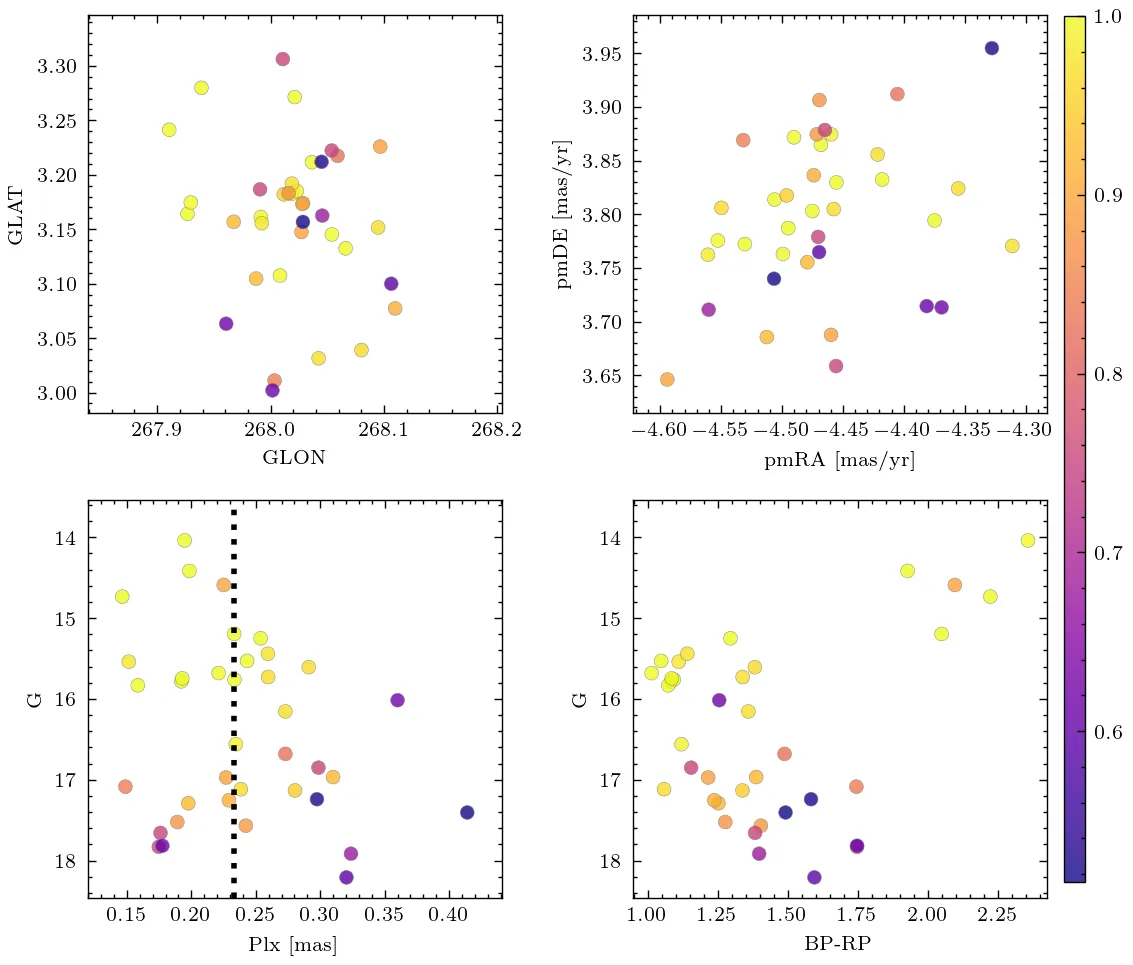 3.30
3.25
3.20
3.15
3.10
3.05
3.00
GLAT
267.9 268.0 268.1 268.2
GLON
3.95
3.90
3.85
3.80
3.75
3.70
3.65
pmDE [mas/yr]
−4.60 −4.55 −4.50 −4.45 −4.40 −4.35 −4.30
pmRA [mas/yr]
1.0
0.9
0.8
0.7
0.6
14
15
16
17
18
G
0.15 0.20 0.25 0.30 0.35 0.40
Plx [mas]
14
15
16
17
18
G
1.00 1.25 1.50 1.75 2.00 2.25
BP-RP